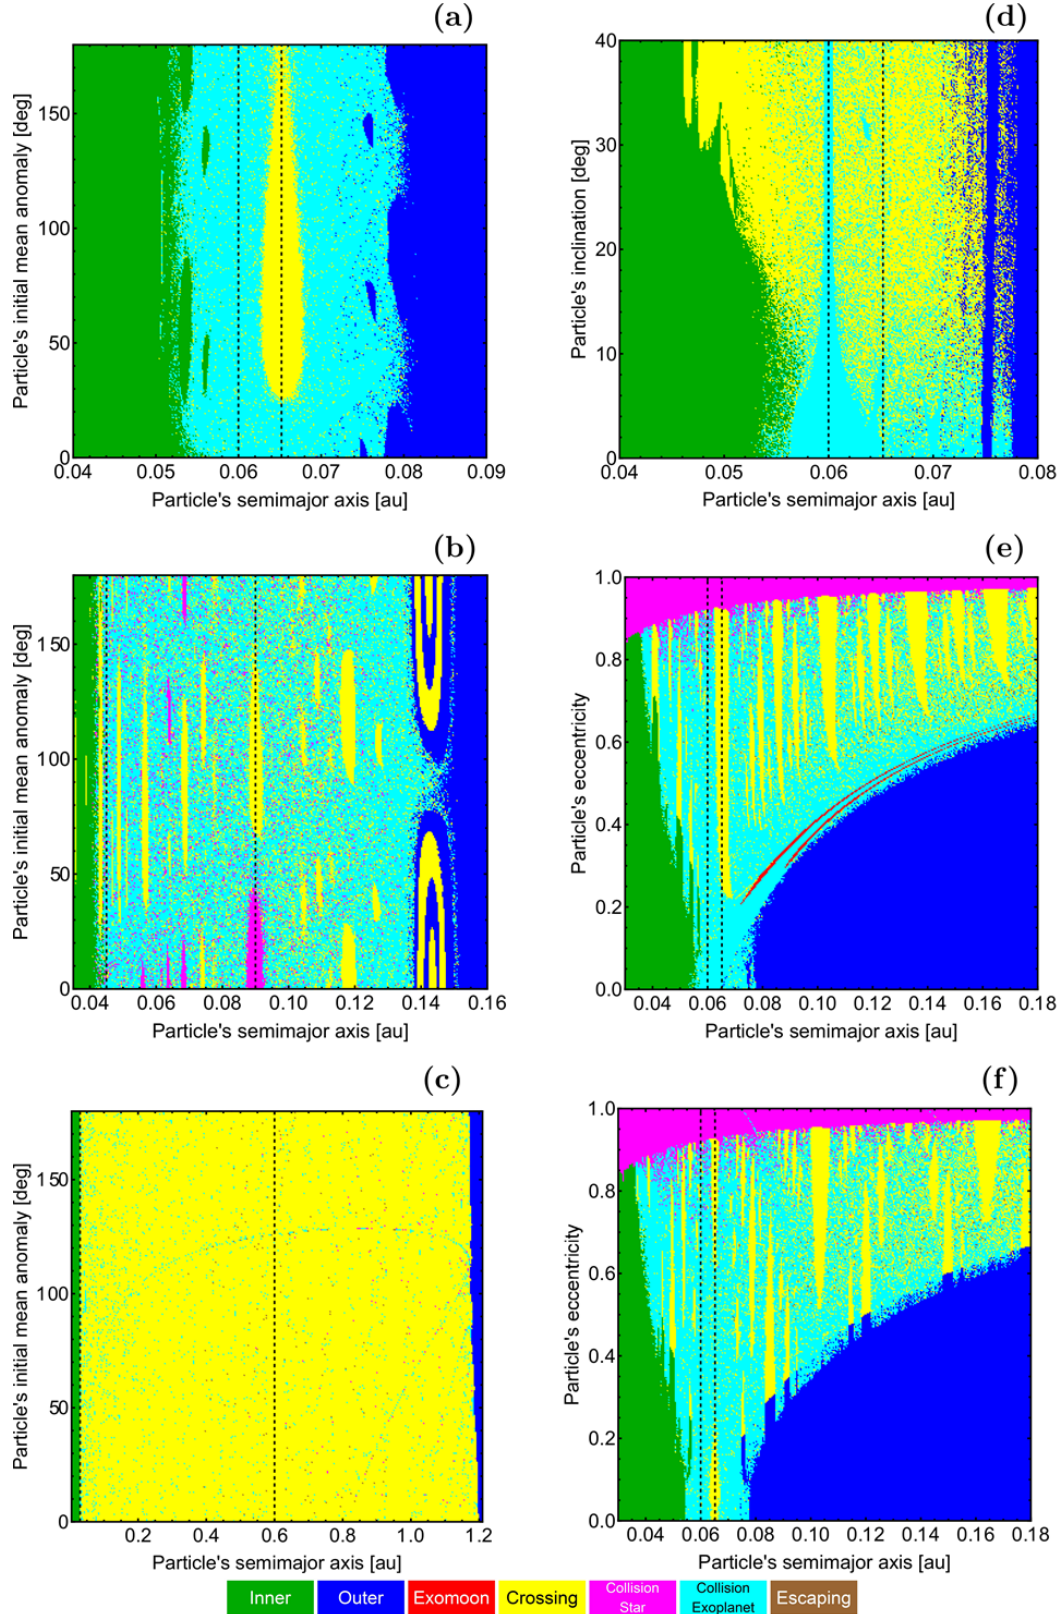 (a)
Particle's initial mean anomaly [deg]
150
100
50
0
0.04 0.05 0.06 0.07 0.08 0.09
Particle's semimajor axis [au]
(d)
Particle's inclination [deg]
40
30
20
10
0
0.04 0.05 0.06 0.07 0.08
Particle's semimajor axis [au]
(b)
Particle's initial mean anomaly [deg]
150
100
50
0
0.04 0.06 0.08 0.10 0.12 0.14 0.16
Particle's semimajor axis [au]
(e)
Particle's eccentricity
1.0
0.8
0.6
0.4
0.2
0.0
0.04 0.06 0.08 0.10 0.12 0.14 0.16 0.18
Particle's semimajor axis [au]
(c)
Particle's initial mean anomaly [deg]
150
100
50
0
0.2 0.4 0.6 0.8 1.0 1.2
Particle's semimajor axis [au]
(f)
Particle's eccentricity
1.0
0.8
0.6
0.4
0.2
0.0
0.04 0.06 0.08 0.10 0.12 0.14 0.16 0.18
Particle's semimajor axis [au]
Inner
Outer
Exomoon
Crossing
Collision
Star
Collision
Exoplanet
Escaping